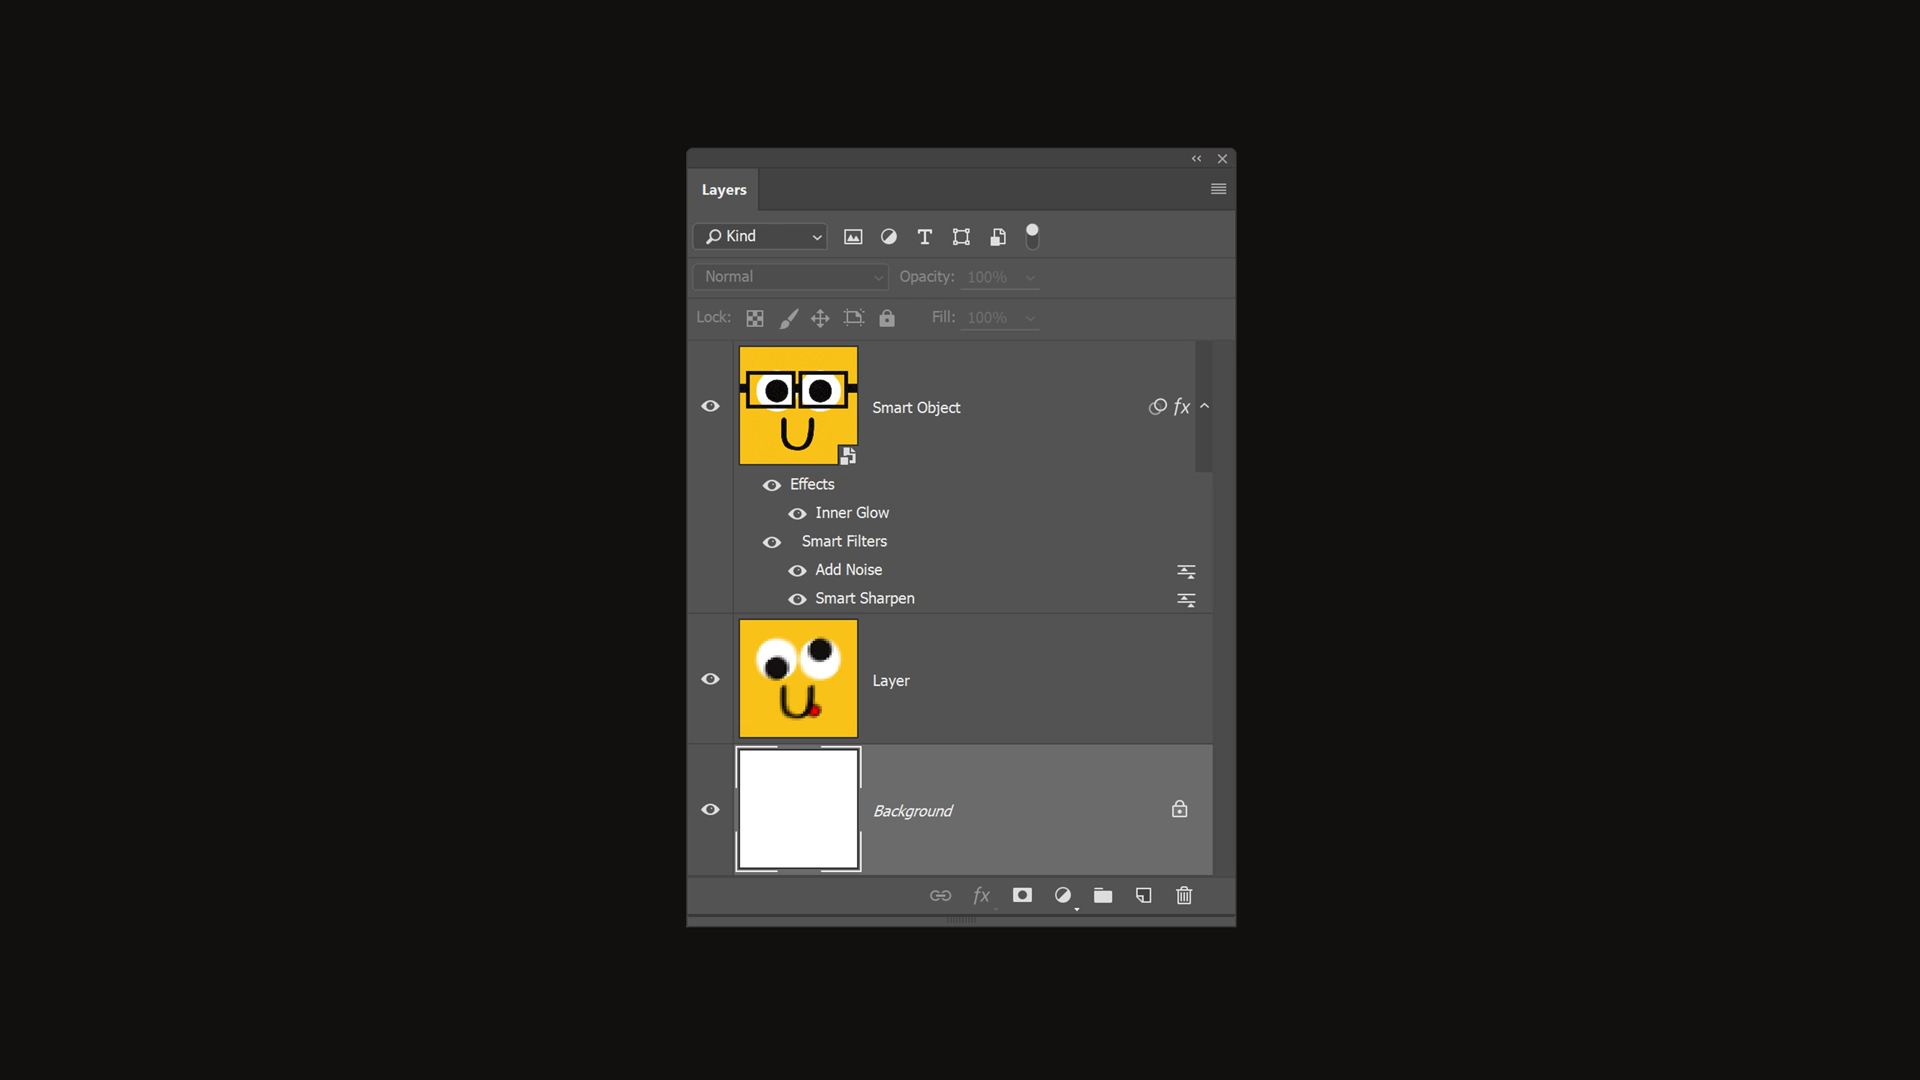 Layers
Kind
Normal Opacity: 100%
Lock: Fill: 100%
Smart Object fx
Effects
Inner Glow
Smart Filters
Add Noise
Smart Sharpen
Layer
Background
fx